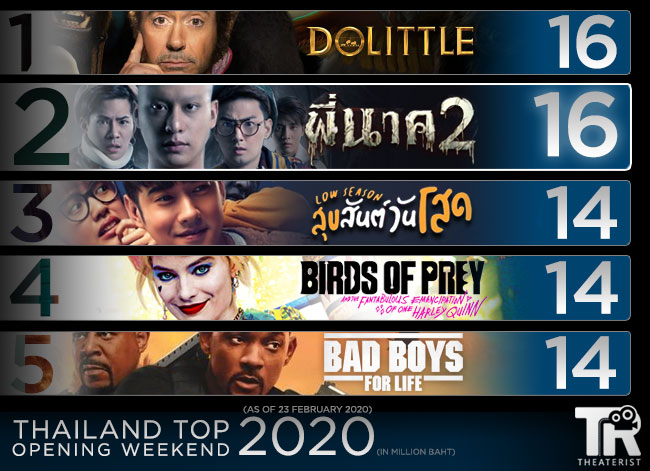 1 DOLITTLE 16
2 พี่นาค2 16
3 LOW SEASON
สุขสันต์วันโสด 14
4 BIRDS OF PREY 14
AND THE FANTABULOUS EMANCIPATION
OF ONE HARLEY QUINN
5 BAD BOYS 14
FOR LIFE
(AS OF 23 FEBRUARY 2020)
THAILAND TOP
OPENING WEEKEND 2020 (IN MILLION BAHT)
TR
THEATERIST